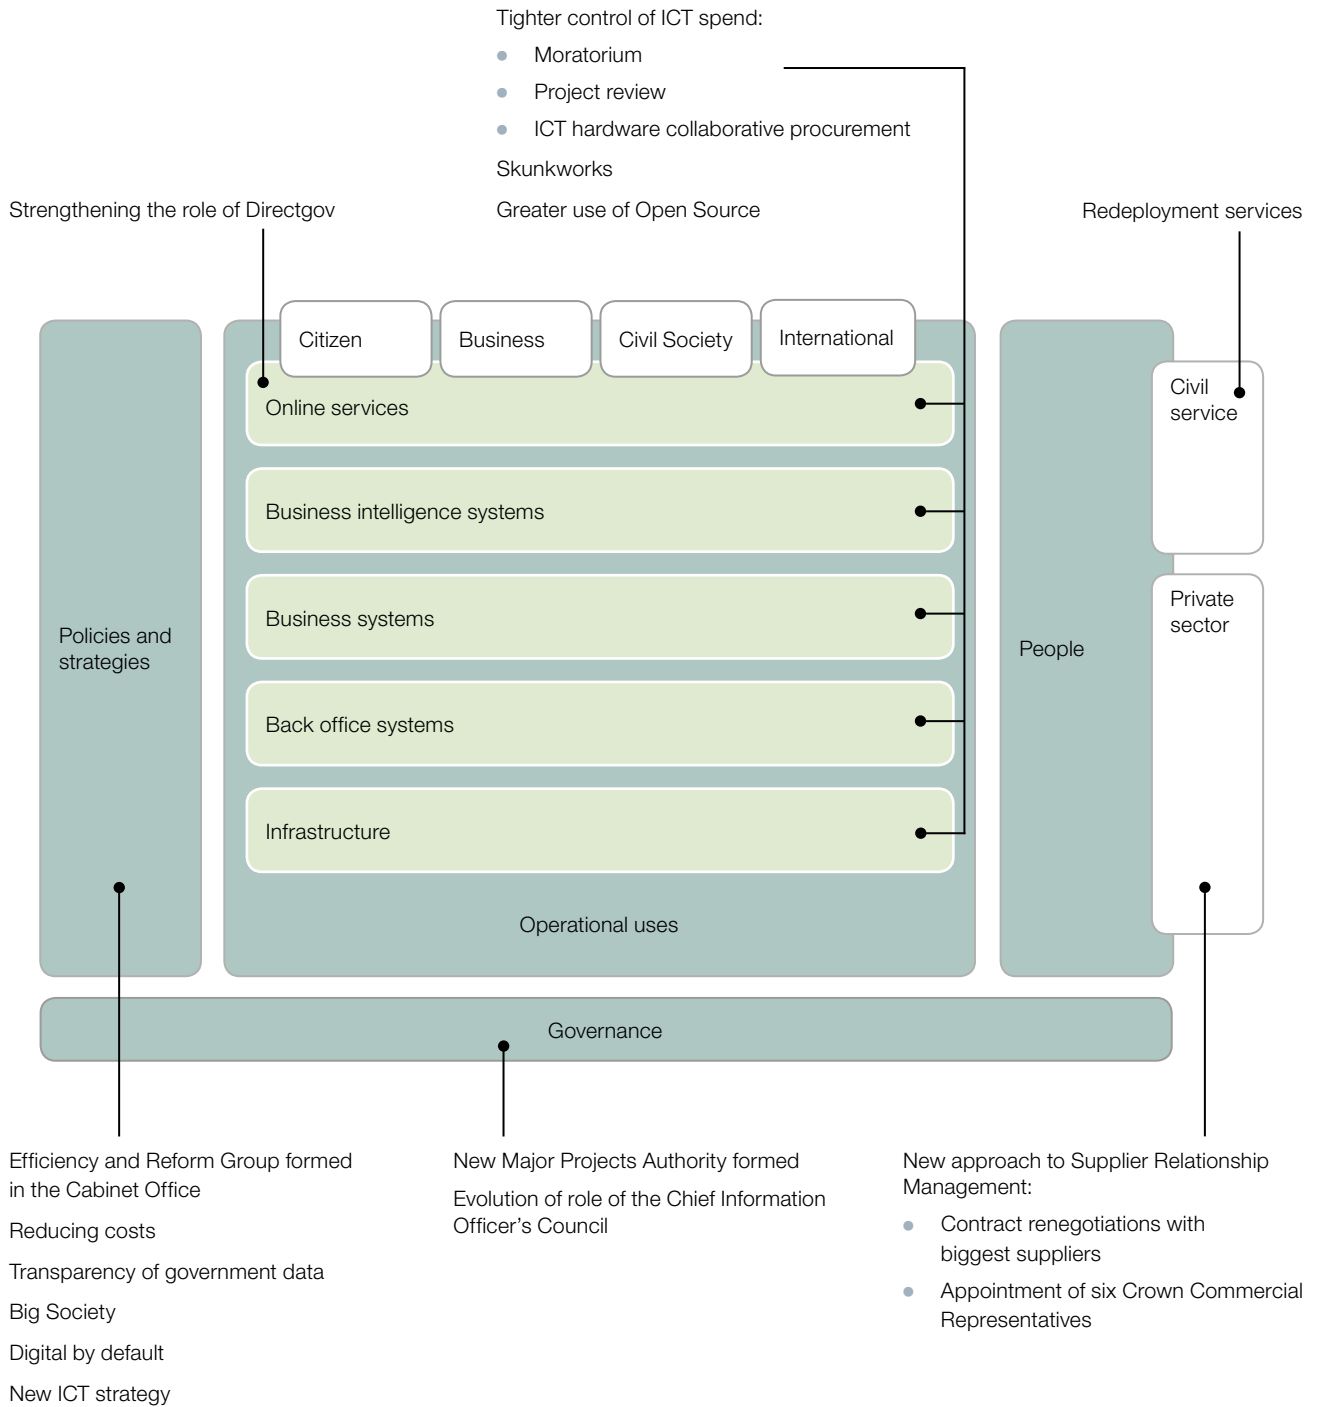 Tighter control of ICT spend:
● Moratorium
● Project review
● ICT hardware collaborative procurement
Skunkworks
Greater use of Open Source
Strengthening the role of Directgov
Redeployment services
Citizen
Business
Civil Society
International
Online services
Business intelligence systems
Business systems
Back office systems
Infrastructure
Operational uses
Policies and
strategies
People
Civil
service
Private
sector
Governance
Efficiency and Reform Group formed
in the Cabinet Office
Reducing costs
Transparency of government data
Big Society
Digital by default
New ICT strategy
New Major Projects Authority formed
Evolution of role of the Chief Information
Officer’s Council
New approach to Supplier Relationship
Management:
● Contract renegotiations with
biggest suppliers
● Appointment of six Crown Commercial
Representatives